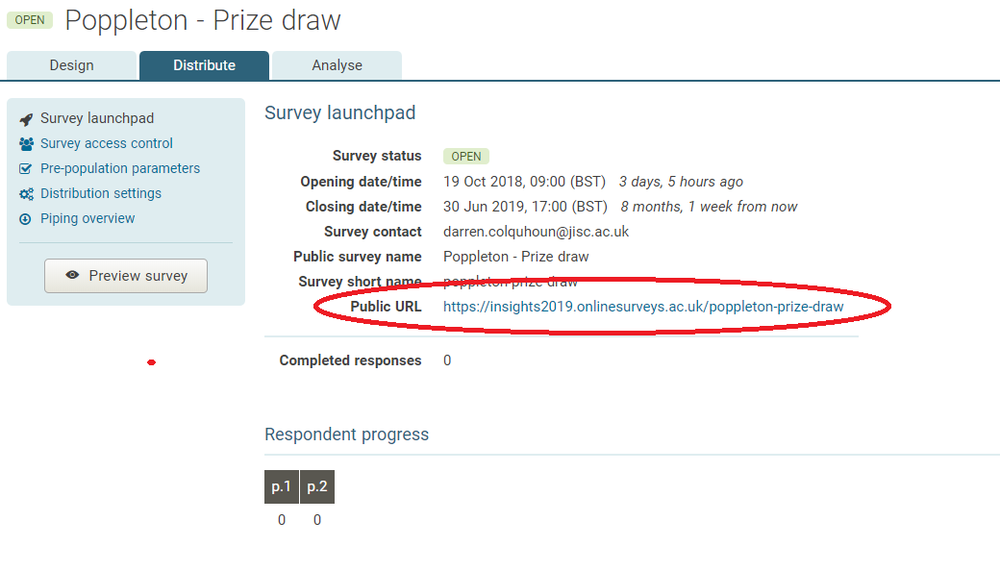 OPEN Poppleton - Prize draw
Design Distribute Analyse
Survey launchpad
Survey access control
Pre-population parameters
Distribution settings
Piping overview
Preview survey
Survey launchpad
Survey status OPEN
Opening date/time 19 Oct 2018, 09:00 (BST) 3 days, 5 hours ago
Closing date/time 30 Jun 2019, 17:00 (BST) 8 months, 1 week from now
Survey contact darren.colquhoun@jisc.ac.uk
Public survey name Poppleton - Prize draw
Survey short name poppleton-prize-draw
Public URL https://insights2019.onlinesurveys.ac.uk/poppleton-prize-draw
Completed responses 0
Respondent progress
p.1 p.2
0 0